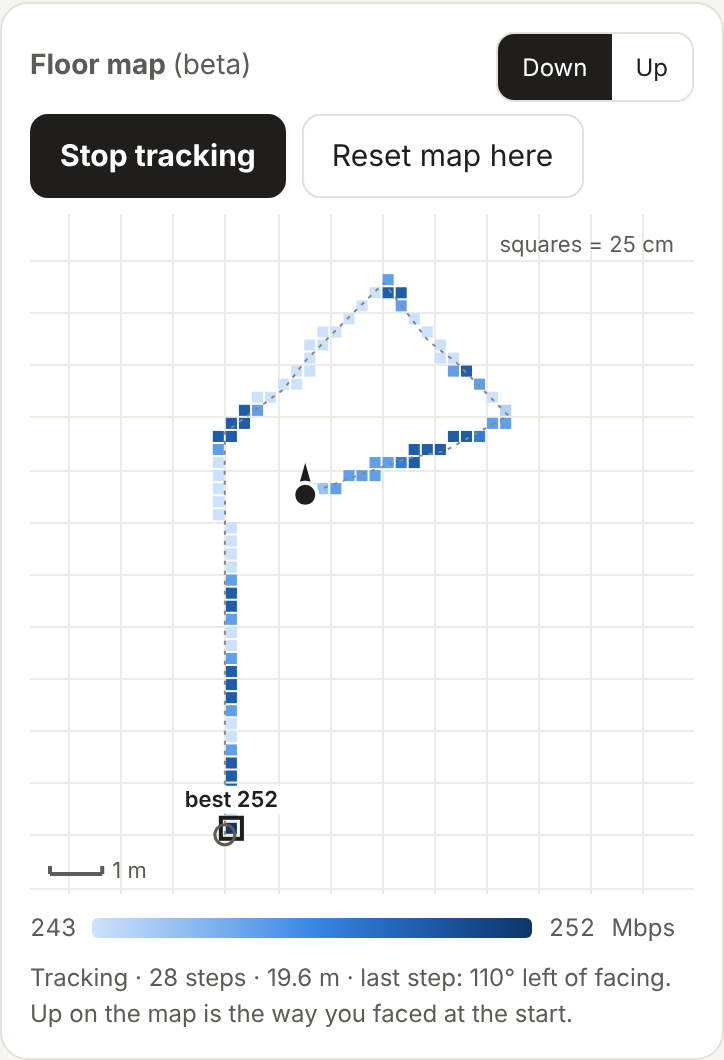 Floor map (beta)
Down Up
Stop tracking
Reset map here
squares = 25 cm
best 252
1 m
243
252 Mbps
Tracking · 28 steps · 19.6 m · last step: 110° left of facing.
Up on the map is the way you faced at the start.